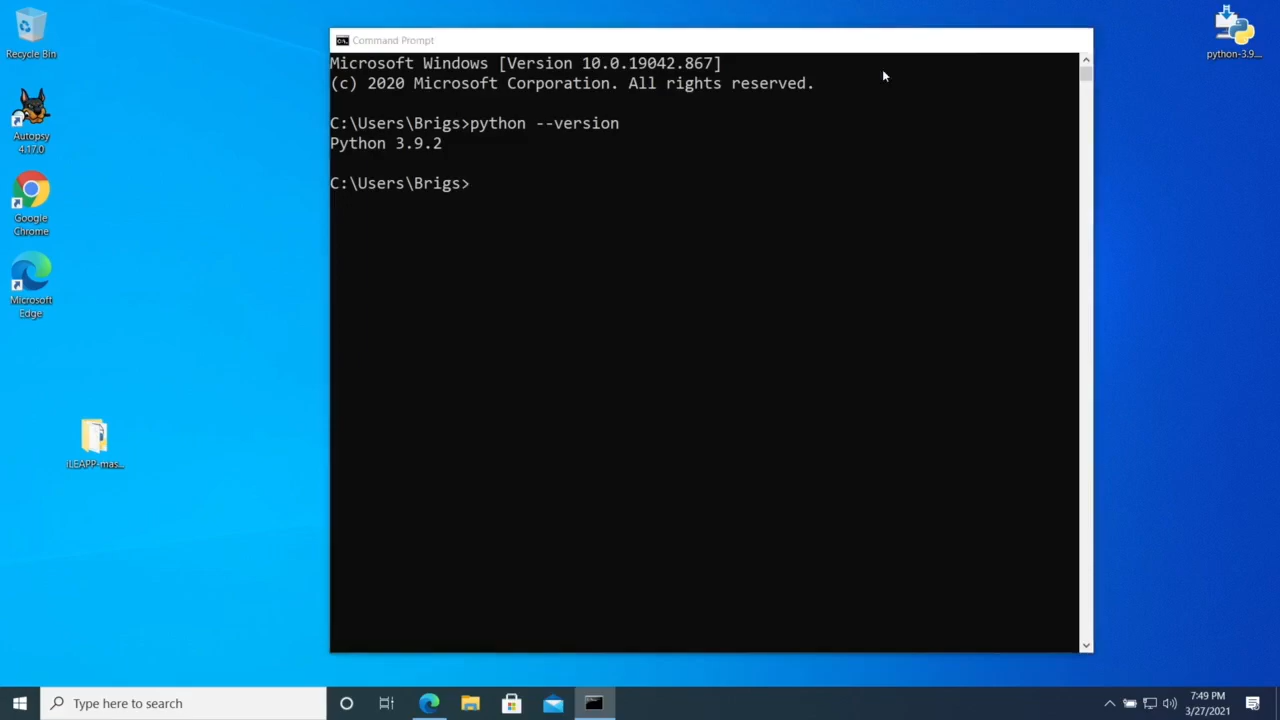 Recycle Bin
Autopsy
4.17.0
Google
Chrome
Microsoft
Edge
iLEAPP-mas...
python-3.9....
Command Prompt
Microsoft Windows [Version 10.0.19042.867]
(c) 2020 Microsoft Corporation. All rights reserved.
C:\Users\Brigs>python --version
Python 3.9.2
C:\Users\Brigs>
Type here to search
7:49 PM
3/27/2021